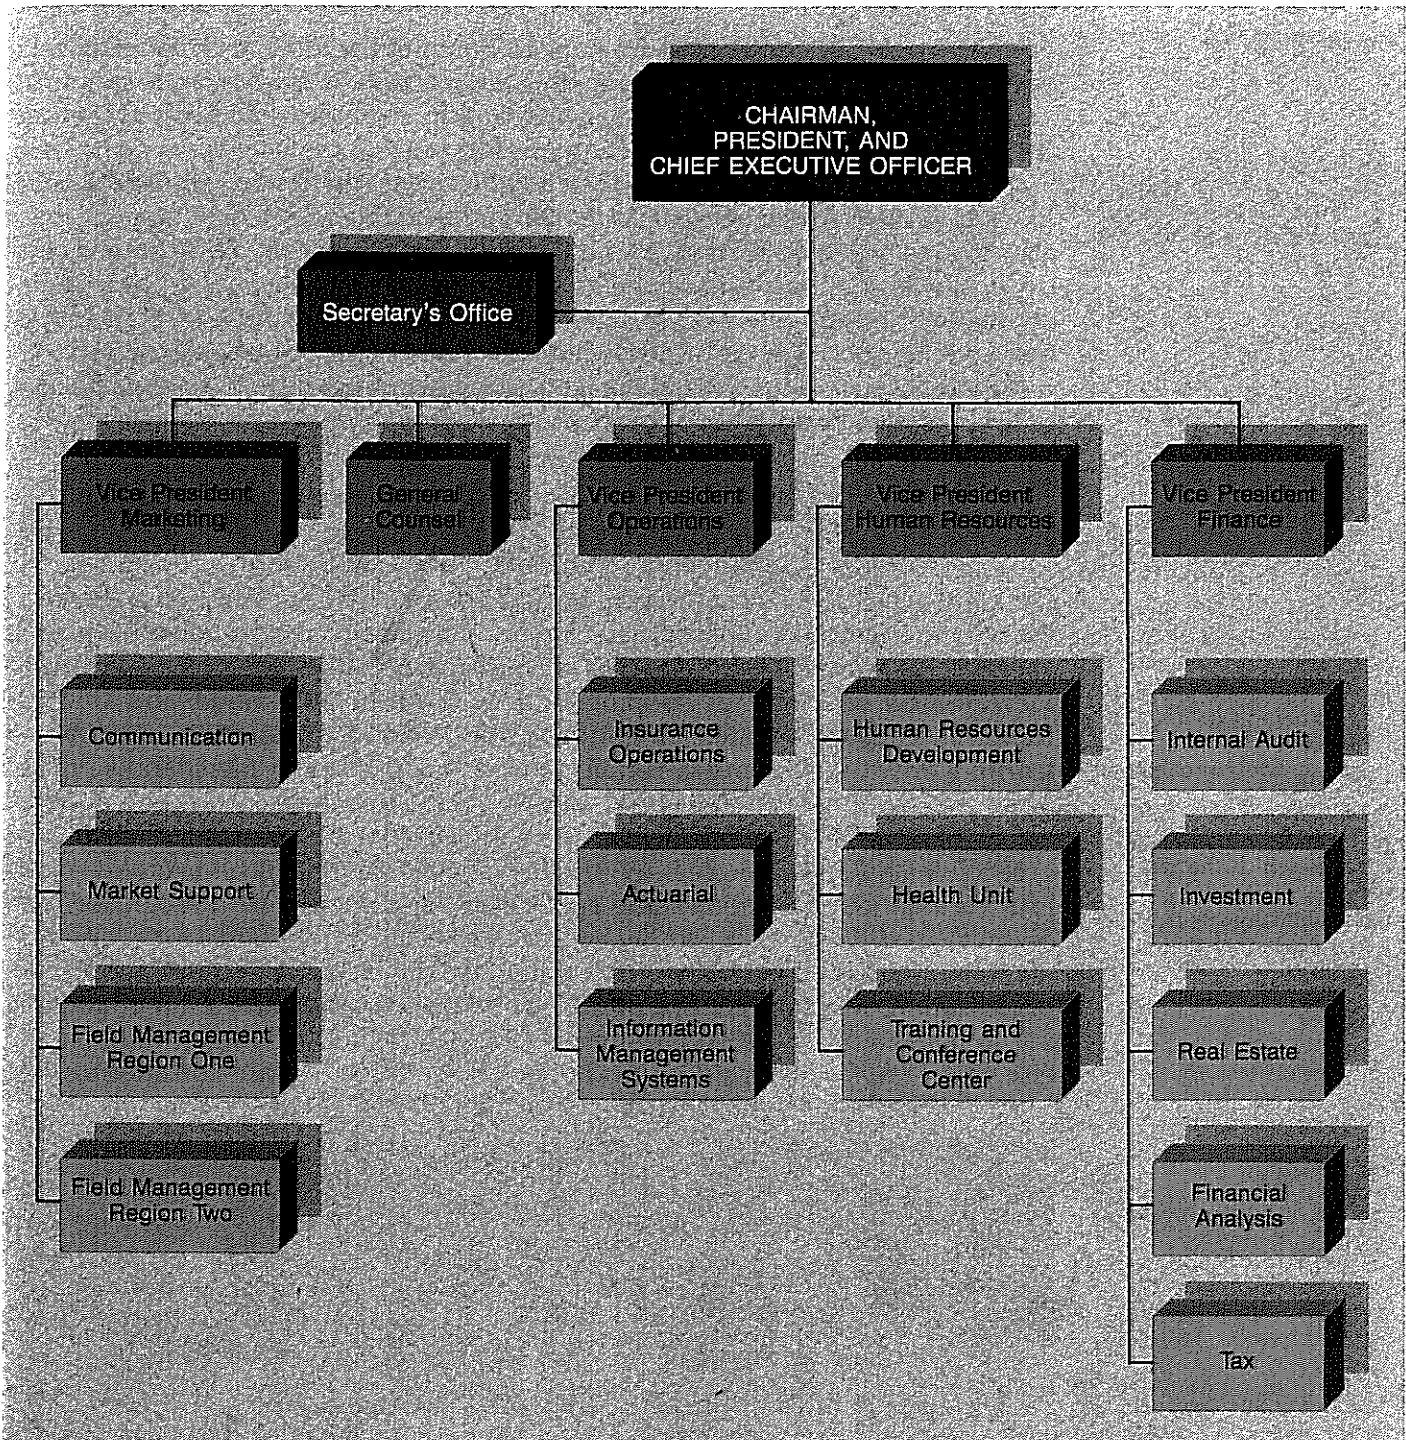 CHAIRMAN,
PRESIDENT, AND
CHIEF EXECUTIVE OFFICER
Secretary's Office
Vice President
Marketing
General
Counsel
Vice President
Operations
Vice President
Human Resources
Vice President
Finance
Communication
Market Support
Field Management
Region One
Field Management
Region Two
Insurance
Operations
Actuarial
Information
Management
Systems
Human Resources
Development
Health Unit
Training and
Conference
Center
Internal Audit
Investment
Real Estate
Financial
Analysis
Tax